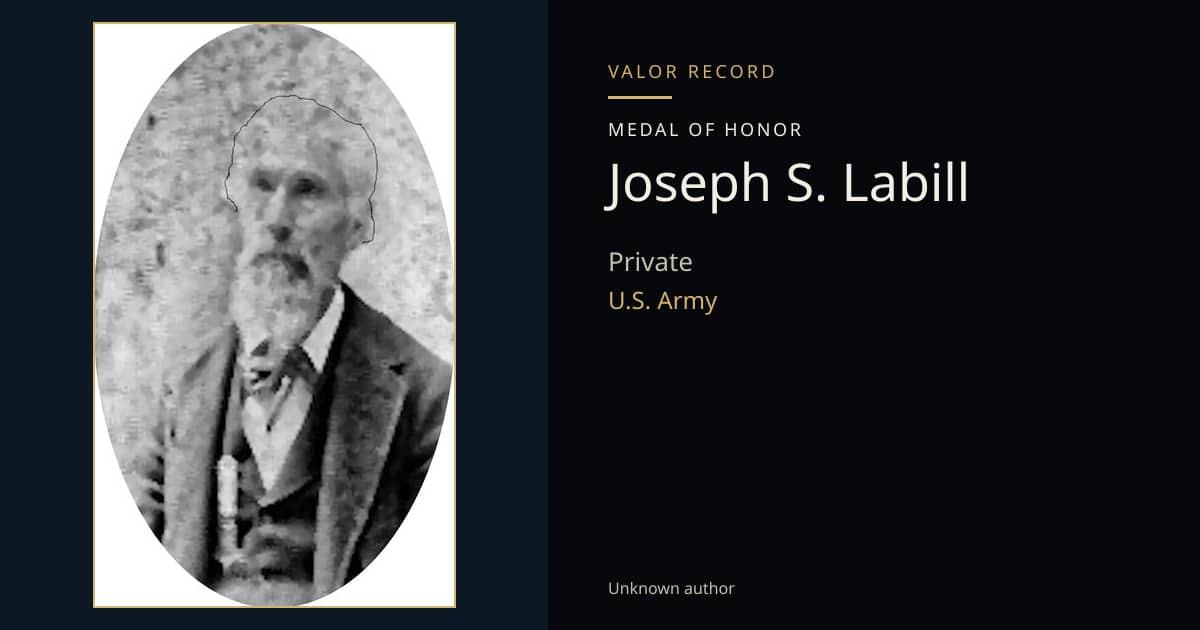 VALOR RECORD
MEDAL OF HONOR
Joseph S. Labill
Private
U.S. Army
Unknown author